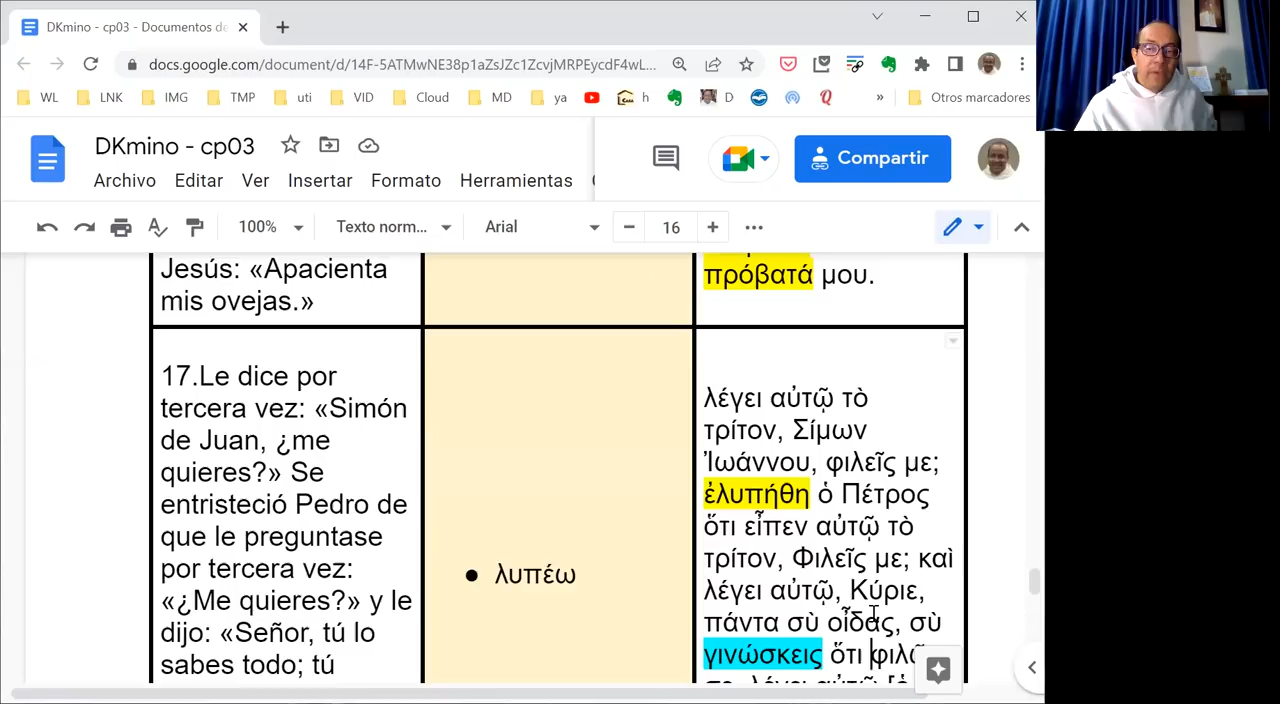 DKmino - cp03 - Documentos de
docs.google.com/document/d/14F-5ATMwNE38p1aZsJZc1ZcvjMRPEycdF4wL...
WL LNK IMG TMP uti VID Cloud MD ya h D » Otros marcadores
DKmino - cp03
Archivo Editar Ver Insertar Formato Herramientas
Compartir
100% Texto norm... Arial 16
Jesús: «Apacienta
mis ovejas.»
πρόβατά μου.
17.Le dice por
tercera vez: «Simón
de Juan, ¿me
quieres?» Se
entristeció Pedro de
que le preguntase
por tercera vez:
«¿Me quieres?» y le
dijo: «Señor, tú lo
sabes todo; tú
● λυπέω
λέγει αὐτῷ τὸ
τρίτον, Σίμων
Ἰωάννου, φιλεῖς με;
ἐλυπήθη ὁ Πέτρος
ὅτι εἶπεν αὐτῷ τὸ
τρίτον, Φιλεῖς με; καὶ
λέγει αὐτῷ, Κύριε,
πάντα σὺ οἶδας, σὺ
γινώσκεις ὅτι